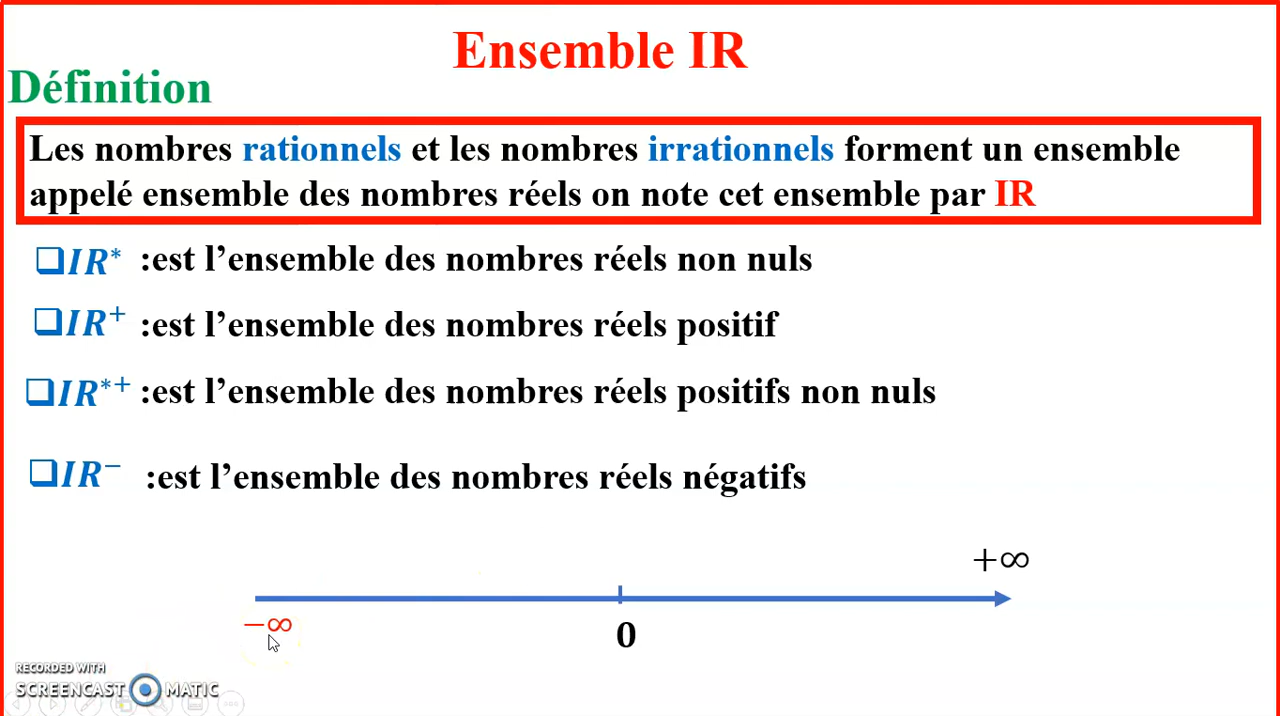 Ensemble IR
Définition
Les nombres rationnels et les nombres irrationnels forment un ensemble
appelé ensemble des nombres réels on note cet ensemble par IR
❑IR* :est l’ensemble des nombres réels non nuls
❑IR⁺ :est l’ensemble des nombres réels positif
❑IR*⁺ :est l’ensemble des nombres réels positifs non nuls
❑IR⁻ :est l’ensemble des nombres réels négatifs
+∞
−∞
0
RECORDED WITH
SCREENCAST MATIC